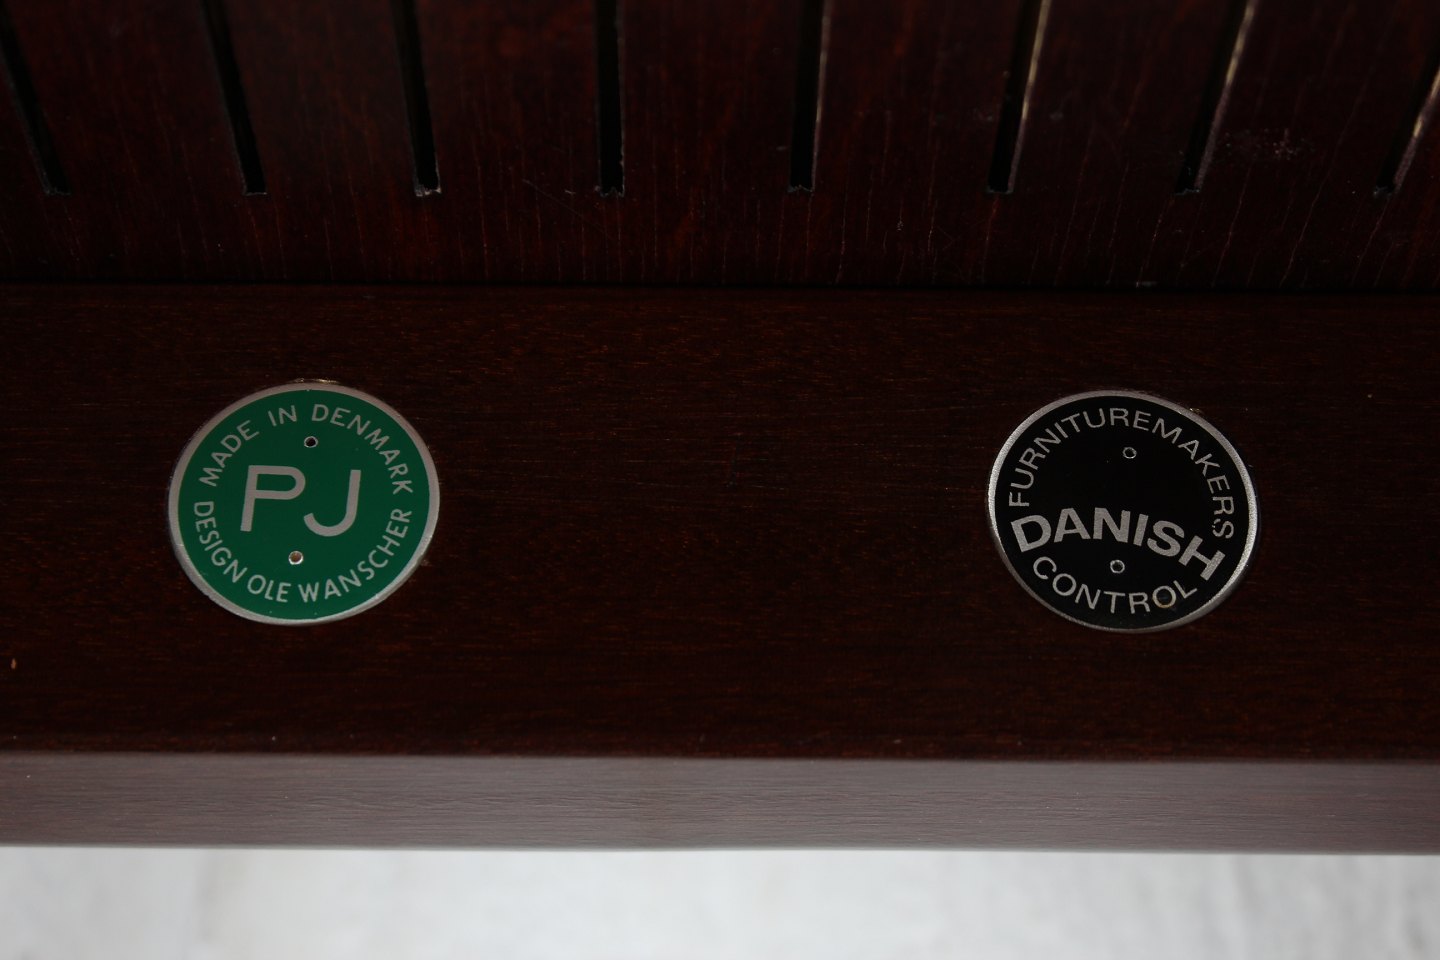 MADE IN DENMARK
PJ
DESIGN OLE WANSCHER
FURNITUREMAKERS
DANISH
CONTROL